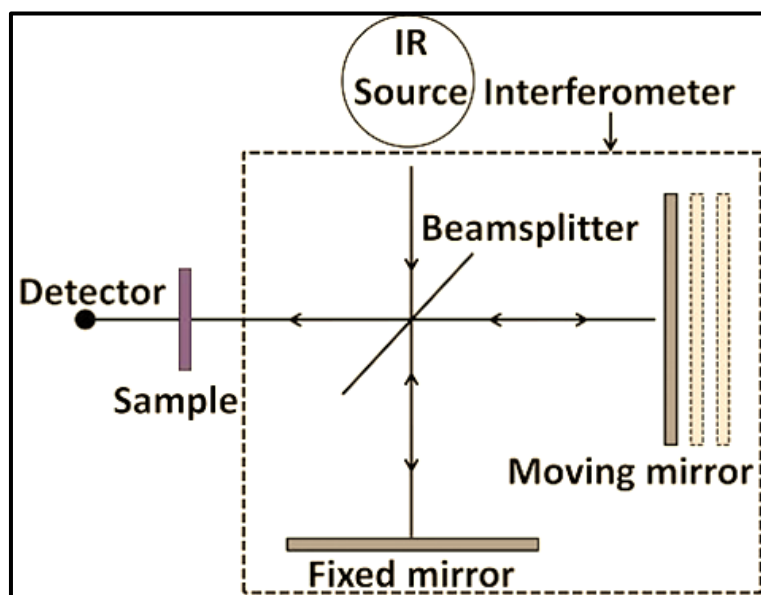 IR
Source
Interferometer
Beamsplitter
Detector
Sample
Moving mirror
Fixed mirror